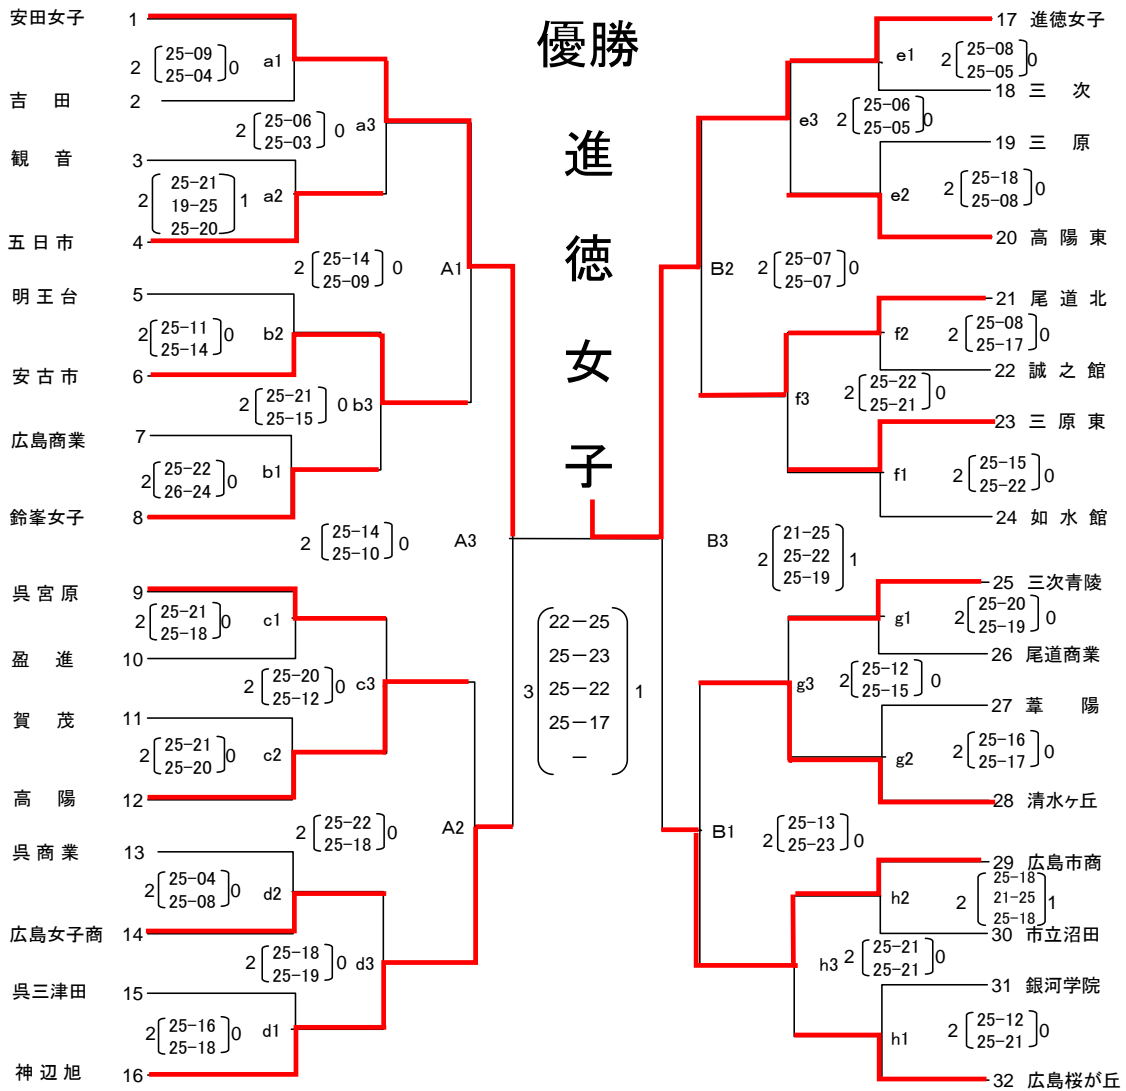 優勝
進
徳
女
子
安田女子 1
2 25-09 0 a1
25-04
吉田 2
2 25-06 0 a3
25-03
観音 3
25-21
2 19-25 1 a2
25-20
五日市 4
2 25-14 0 A1
25-09
明王台 5
2 25-11 0 b2
25-14
安古市 6
2 25-21 0 b3
25-15
広島商業 7
2 25-22 0 b1
26-24
鈴峯女子 8
2 25-14 0 A3
25-10
呉宮原 9
2 25-21 0 c1
25-18
盈進 10
2 25-20 0 c3
25-12
賀茂 11
2 25-21 0 c2
25-20
高陽 12
2 25-22 0 A2
25-18
呉商業 13
2 25-04 0 d2
25-08
広島女子商 14
2 25-18 0 d3
25-19
呉三津田 15
2 25-16 0 d1
25-18
神辺旭 16
22-25
25-23
3 25-22 1
25-17
-
17 進徳女子
e1 2 25-08 0
25-05
18 三次
e3 2 25-06 0
25-05
19 三原
e2 2 25-18 0
25-08
20 高陽東
B2 2 25-07 0
25-07
21 尾道北
f2 2 25-08 0
25-17
22 誠之館
f3 2 25-22 0
25-21
23 三原東
f1 2 25-15 0
25-22
24 如水館
21-25
B3 2 25-22 1
25-19
25 三次青陵
g1 2 25-20 0
25-19
26 尾道商業
g3 2 25-12 0
25-15
27 葦陽
g2 2 25-16 0
25-17
28 清水ヶ丘
B1 2 25-13 0
25-23
29 広島市商
25-18
h2 2 21-25 1
25-18
30 市立沼田
h3 2 25-21 0
25-21
31 銀河学院
h1 2 25-12 0
25-21
32 広島桜が丘